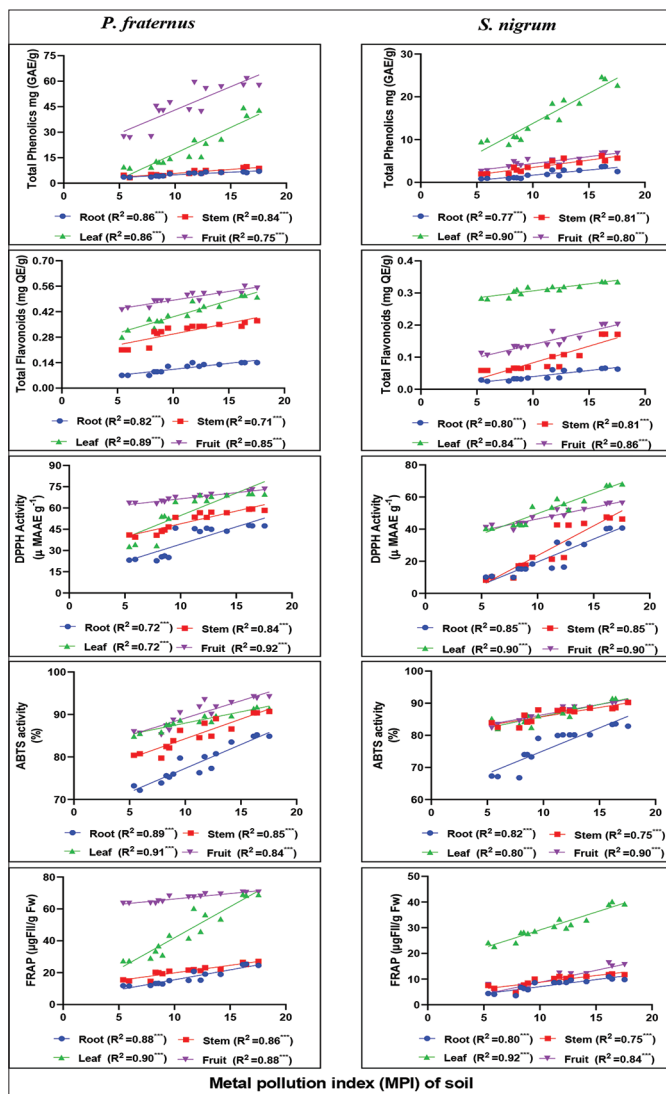 P. fraternus
S. nigrum
Total Phenolics mg (GAE/g)
60
45
30
15
0
0 5 10 15 20
Root (R²=0.86***) Stem (R²=0.84***)
Leaf (R²=0.86***) Fruit (R²=0.75***)
Total Phenolics mg (GAE/g)
30
20
10
0
0 5 10 15 20
Root (R²=0.77***) Stem (R²=0.81***)
Leaf (R²=0.90***) Fruit (R²=0.80***)
Total Flavonoids (mg QE/g)
0.70
0.56
0.42
0.28
0.14
0.00
0 5 10 15 20
Root (R²=0.82***) Stem (R²=0.71***)
Leaf (R²=0.89***) Fruit (R²=0.85***)
Total Flavonoids (mg QE/g)
0.4
0.3
0.2
0.1
0.0
0 5 10 15 20
Root (R²=0.80***) Stem (R²=0.81***)
Leaf (R²=0.84***) Fruit (R²=0.86***)
DPPH Activity
(µ MAAE g⁻¹)
90
75
60
45
30
15
0
0 5 10 15 20
Root (R²=0.72***) Stem (R²=0.84***)
Leaf (R²=0.72***) Fruit (R²=0.92***)
DPPH Activity
(µ MAAE g⁻¹)
80
60
40
20
0
0 5 10 15 20
Root (R²=0.85***) Stem (R²=0.85***)
Leaf (R²=0.90***) Fruit (R²=0.90***)
ABTS activity
(%)
100
90
80
70
0 5 10 15 20
Root (R²=0.89***) Stem (R²=0.85***)
Leaf (R²=0.91***) Fruit (R²=0.84***)
ABTS activity
(%)
100
90
80
70
60
0 5 10 15 20
Root (R²=0.82***) Stem (R²=0.75***)
Leaf (R²=0.80***) Fruit (R²=0.90***)
FRAP (µgFII/g Fw)
80
60
40
20
0
0 5 10 15 20
Root (R²=0.88***) Stem (R²=0.86***)
Leaf (R²=0.90***) Fruit (R²=0.88***)
FRAP (µgFII/g Fw)
50
40
30
20
10
0
0 5 10 15 20
Root (R²=0.80***) Stem (R²=0.75***)
Leaf (R²=0.92***) Fruit (R²=0.84***)
Metal pollution index (MPI) of soil